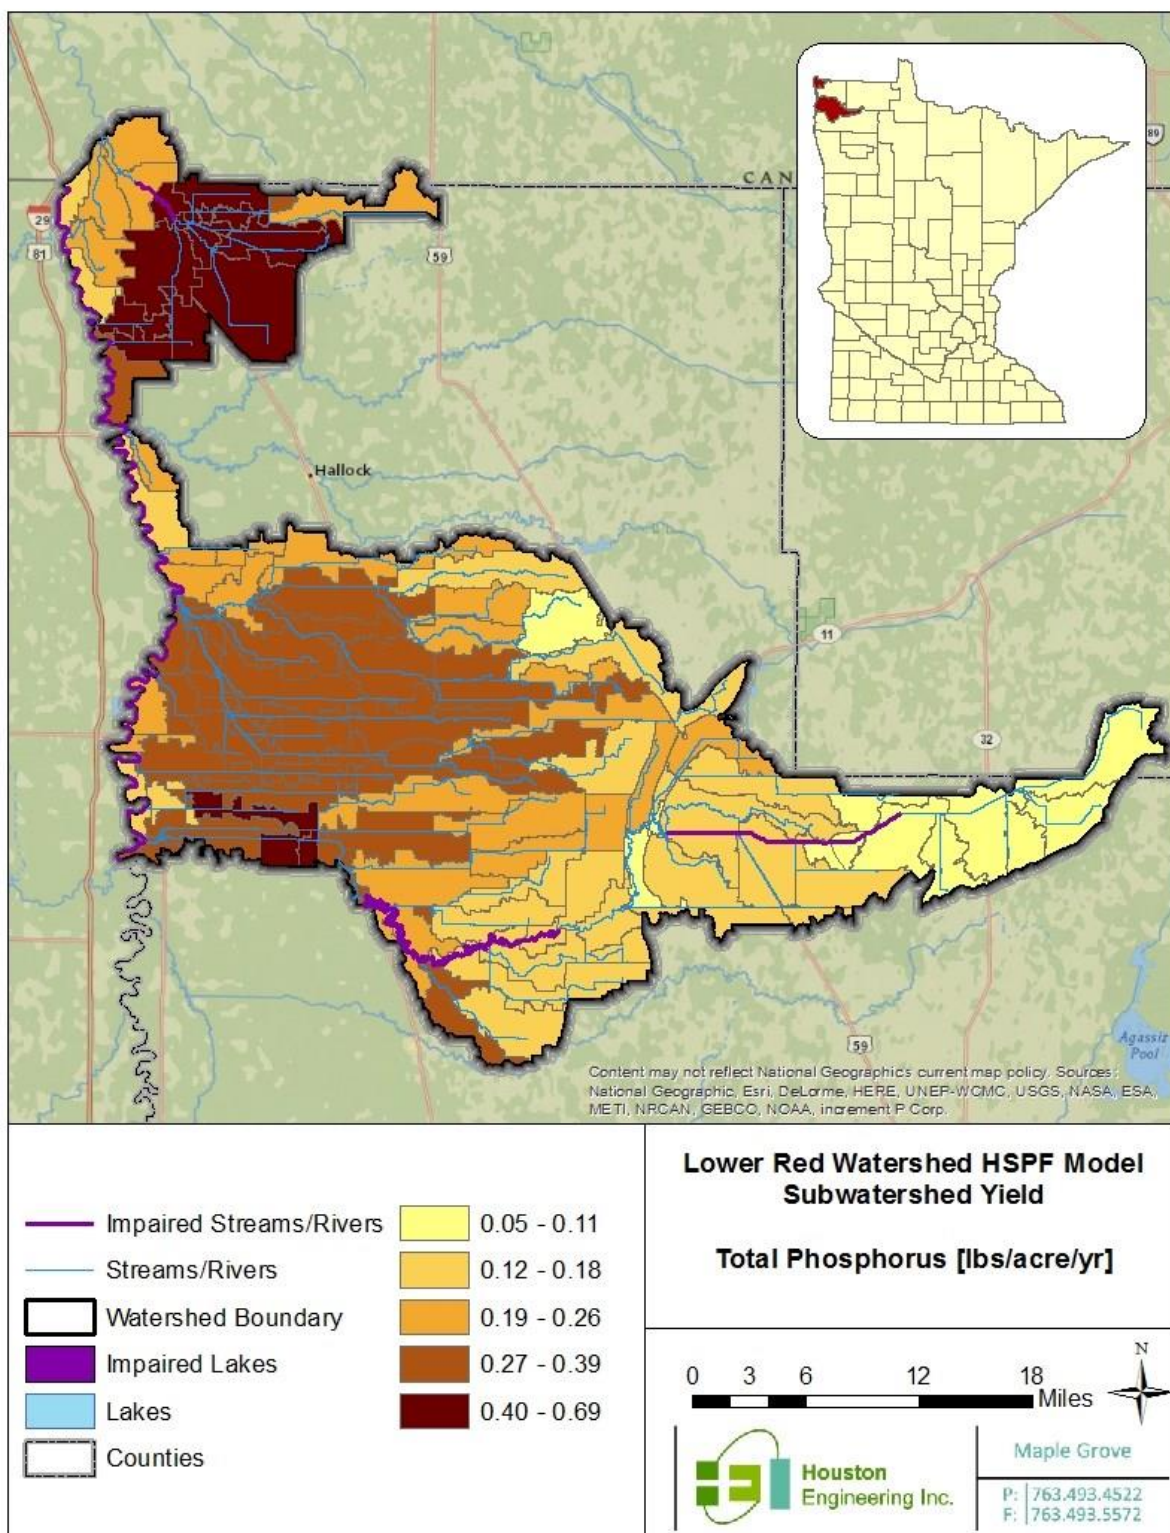 CAN
89
29
81
59
Hallock
11
32
59
Agassiz
Pool
Content may not reflect National Geographic's current map policy. Sources:
National Geographic, Esri, DeLorme, HERE, UNEP-WCMC, USGS, NASA, ESA,
METI, NRCAN, GEBCO, NOAA, increment P Corp.
Impaired Streams/Rivers
Streams/Rivers
Watershed Boundary
Impaired Lakes
Lakes
Counties
0.05 - 0.11
0.12 - 0.18
0.19 - 0.26
0.27 - 0.39
0.40 - 0.69
Lower Red Watershed HSPF Model
Subwatershed Yield
Total Phosphorus [lbs/acre/yr]
0 3 6 12 18
Miles
N
Houston
Engineering Inc.
Maple Grove
P: 763.493.4522
F: 763.493.5572